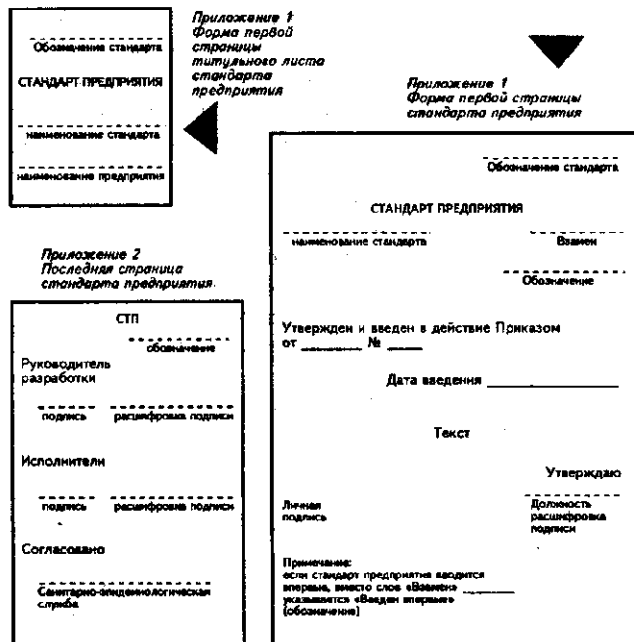 Обозначение стандарта
СТАНДАРТ ПРЕДПРИЯТИЯ
наименование стандарта
наименование предприятия
Приложение 1
Форма первой
страницы
титульного листа
стандарта
предприятия
Приложение 1
Форма первой страницы
стандарта предприятия
Обозначение стандарта
СТАНДАРТ ПРЕДПРИЯТИЯ
наименование стандарта Взамен
Обозначение
Утвержден и введен в действие Приказом
от ________ № _____
Дата введения ________________
Текст
Утверждаю
Личная
подпись
Должность
расшифровка
подписи
Примечание:
если стандарт предприятия вводится
впервые, вместо слов «Взамен» ______
указывается «Введен впервые»
(обозначение)
Приложение 2
Последняя страница
стандарта предприятия.
СТП
обозначение
Руководитель
разработки
подпись расшифровка подписи
Исполнители
подпись расшифровка подписи
Согласовано
Санитарно-эпидемиологическая
служба